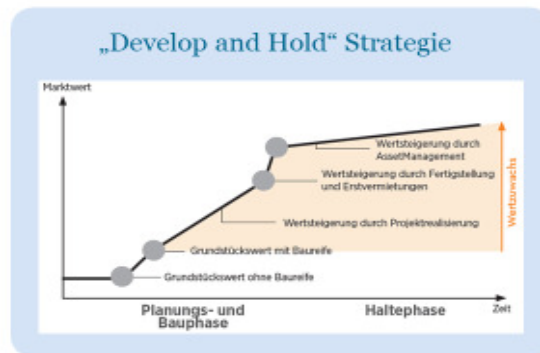 „Develop and Hold“ Strategie
Marktwert
Wertsteigerung durch
AssetManagement
Wertsteigerung durch Fertigstellung
und Erstvermietungen
Wertzuwachs
Wertsteigerung durch Projektrealisierung
Grundstückswert mit Baureife
Grundstückswert ohne Baureife
Planungs- und
Bauphase
Haltephase
Zeit